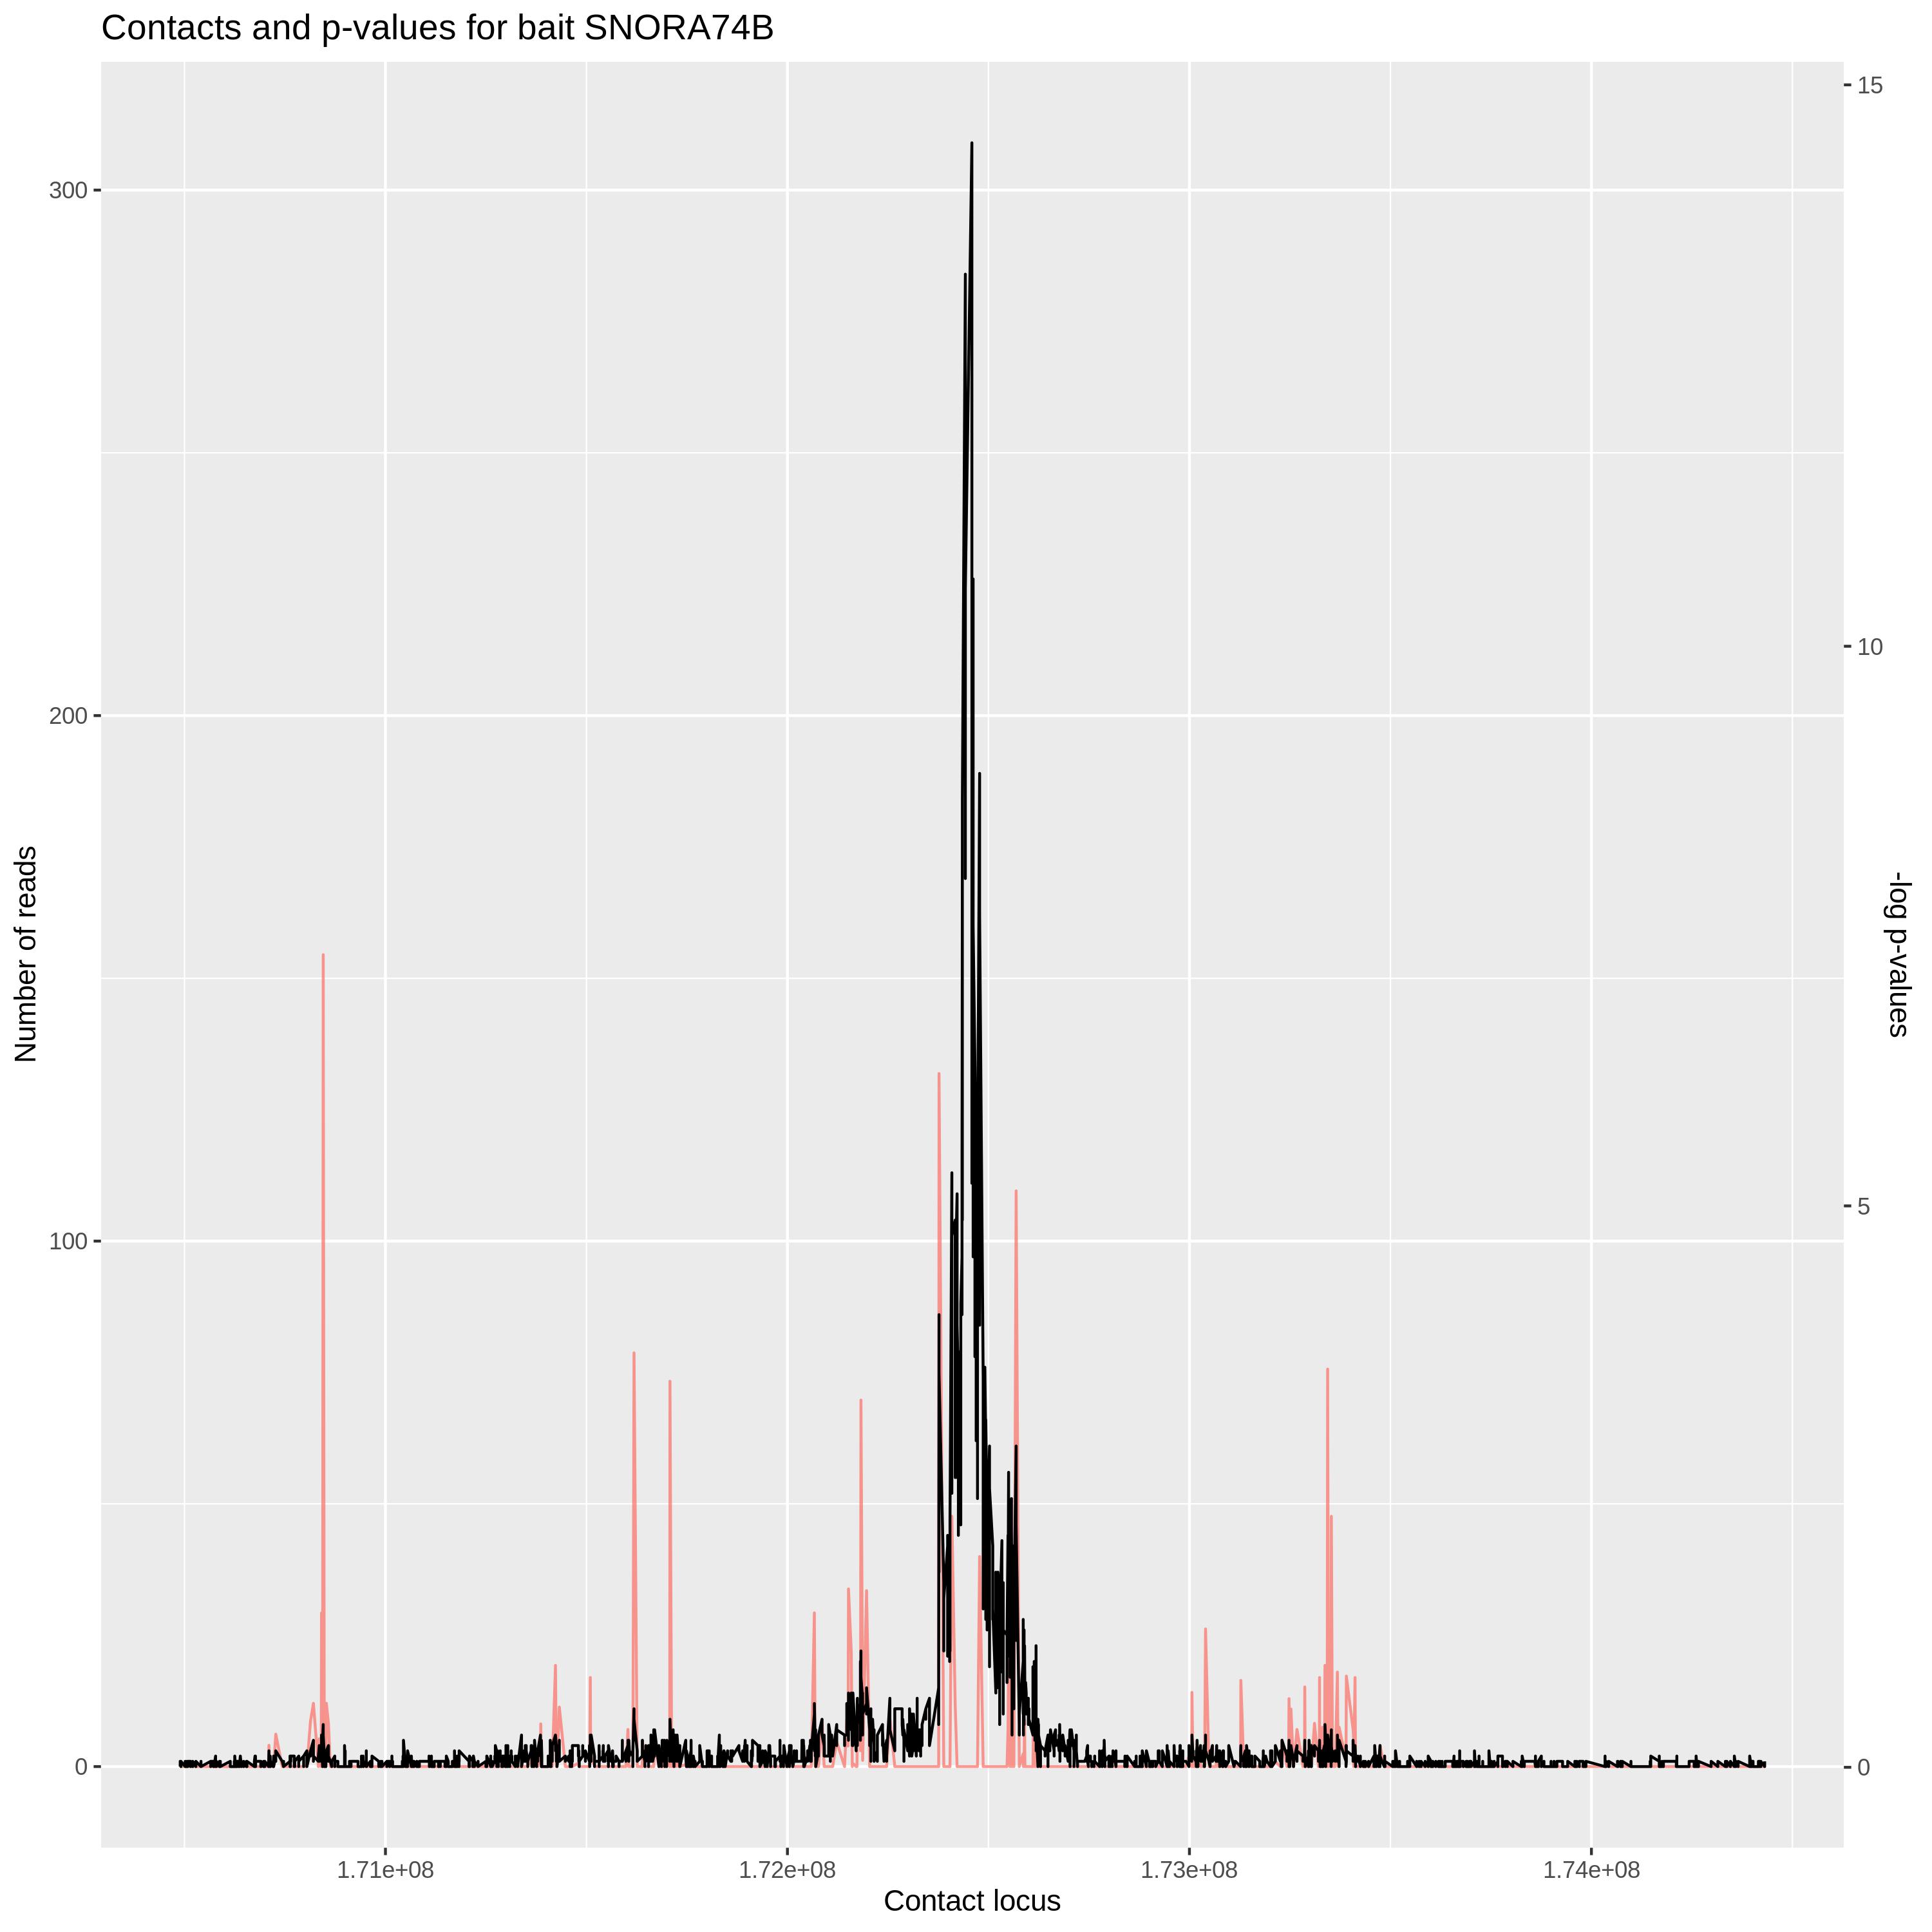 Contacts and p-values for bait SNORA74B
300
200
100
0
15
10
5
0
Number of reads
-log p-values
1.71e+08
1.72e+08
1.73e+08
1.74e+08
Contact locus